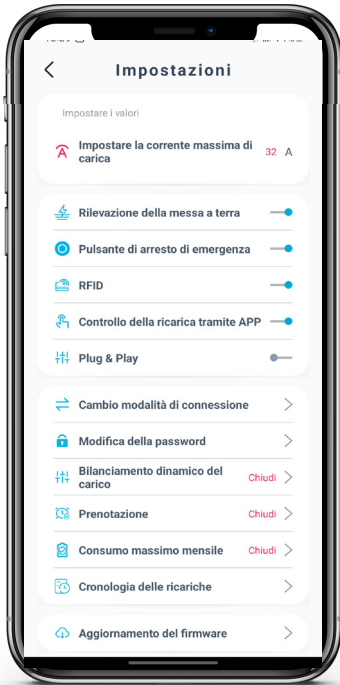 Impostazioni
Impostare i valori
Impostare la corrente massima di
carica
32 A
Rilevazione della messa a terra
Pulsante di arresto di emergenza
RFID
Controllo della ricarica tramite APP
Plug & Play
Cambio modalità di connessione
Modifica della password
Bilanciamento dinamico del
carico
Chiudi
Prenotazione
Chiudi
Consumo massimo mensile
Chiudi
Cronologia delle ricariche
Aggiornamento del firmware